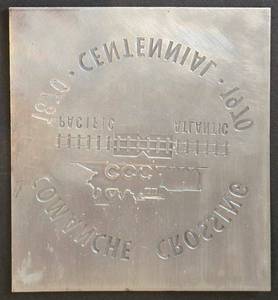 COMANCHE CROSSING
PACIFIC ATLANTIC
1870 · CENTENNIAL · 1970